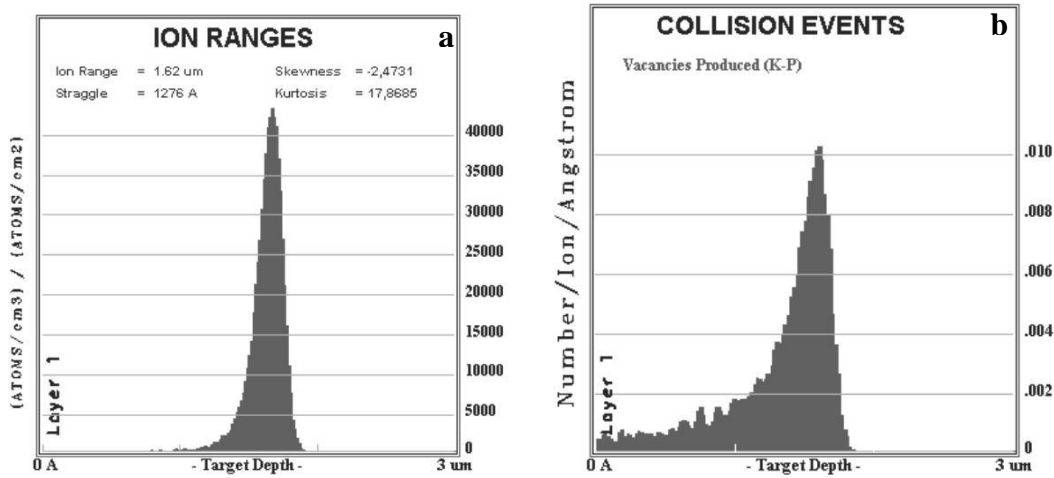 ION RANGES
a
Ion Range = 1.62 um Skewness = -2,4731
Straggle = 1276 A Kurtosis = 17,8685
(ATOMS/cm3) / (ATOMS/cm2)
40000
35000
30000
25000
20000
15000
10000
5000
0
Layer 1
0 A - Target Depth - 3 um
COLLISION EVENTS
b
Vacancies Produced (K-P)
Number/Ion/Angstrom
.010
.008
.006
.004
.002
0
Layer 1
0 A - Target Depth - 3 um